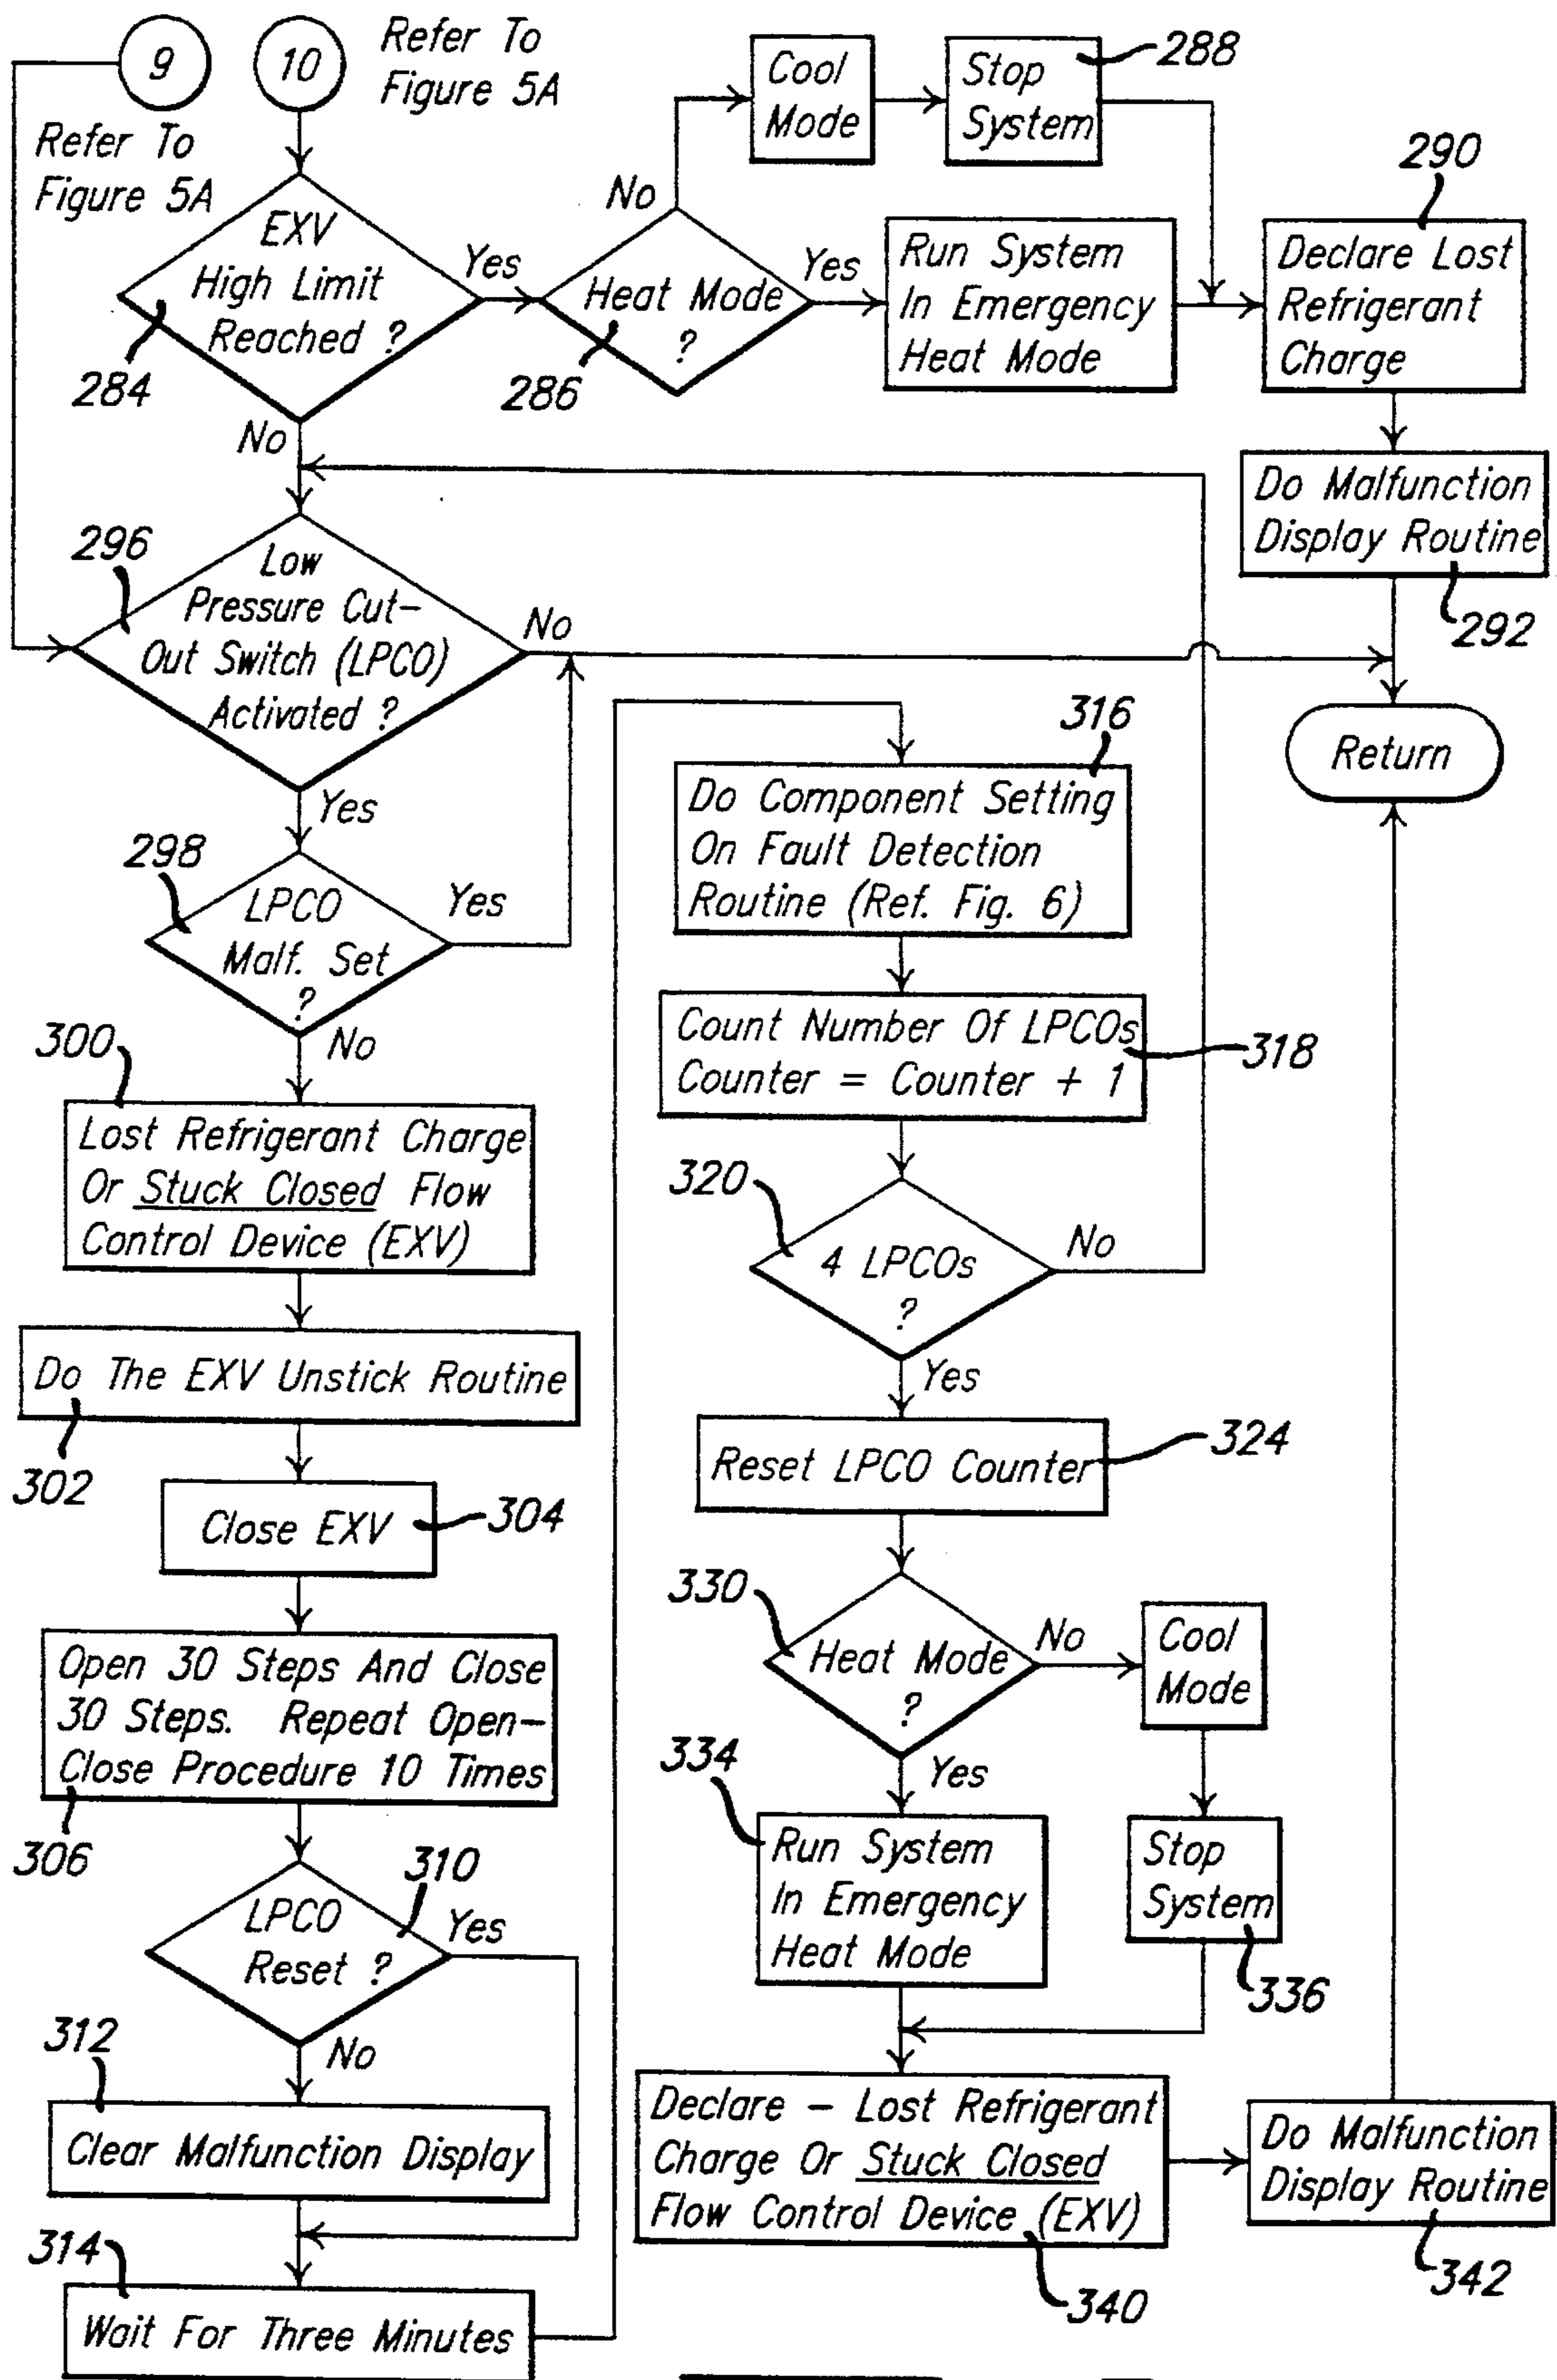 9
10
Refer To
Figure 5A
Refer To
Figure 5A
Cool
Mode
Stop
System
288
EXV
High Limit
Reached ?
284
Yes
No
No
Heat Mode
?
286
Yes
Run System
In Emergency
Heat Mode
290
Declare Lost
Refrigerant
Charge
Do Malfunction
Display Routine
292
Return
296
Low
Pressure Cut-
Out Switch (LPCO)
Activated ?
No
Yes
298
LPCO
Malf. Set
?
Yes
No
300
Lost Refrigerant Charge
Or Stuck Closed Flow
Control Device (EXV)
Do The EXV Unstick Routine
302
Close EXV
304
Open 30 Steps And Close
30 Steps. Repeat Open-
Close Procedure 10 Times
306
310
LPCO
Reset ?
Yes
No
312
Clear Malfunction Display
314
Wait For Three Minutes
316
Do Component Setting
On Fault Detection
Routine (Ref. Fig. 6)
Count Number Of LPCOs
Counter = Counter + 1
318
320
4 LPCOs
?
No
Yes
Reset LPCO Counter
324
330
Heat Mode
?
No
Cool
Mode
Yes
334
Run System
In Emergency
Heat Mode
Stop
System
336
Declare - Lost Refrigerant
Charge Or Stuck Closed
Flow Control Device (EXV)
340
Do Malfunction
Display Routine
342